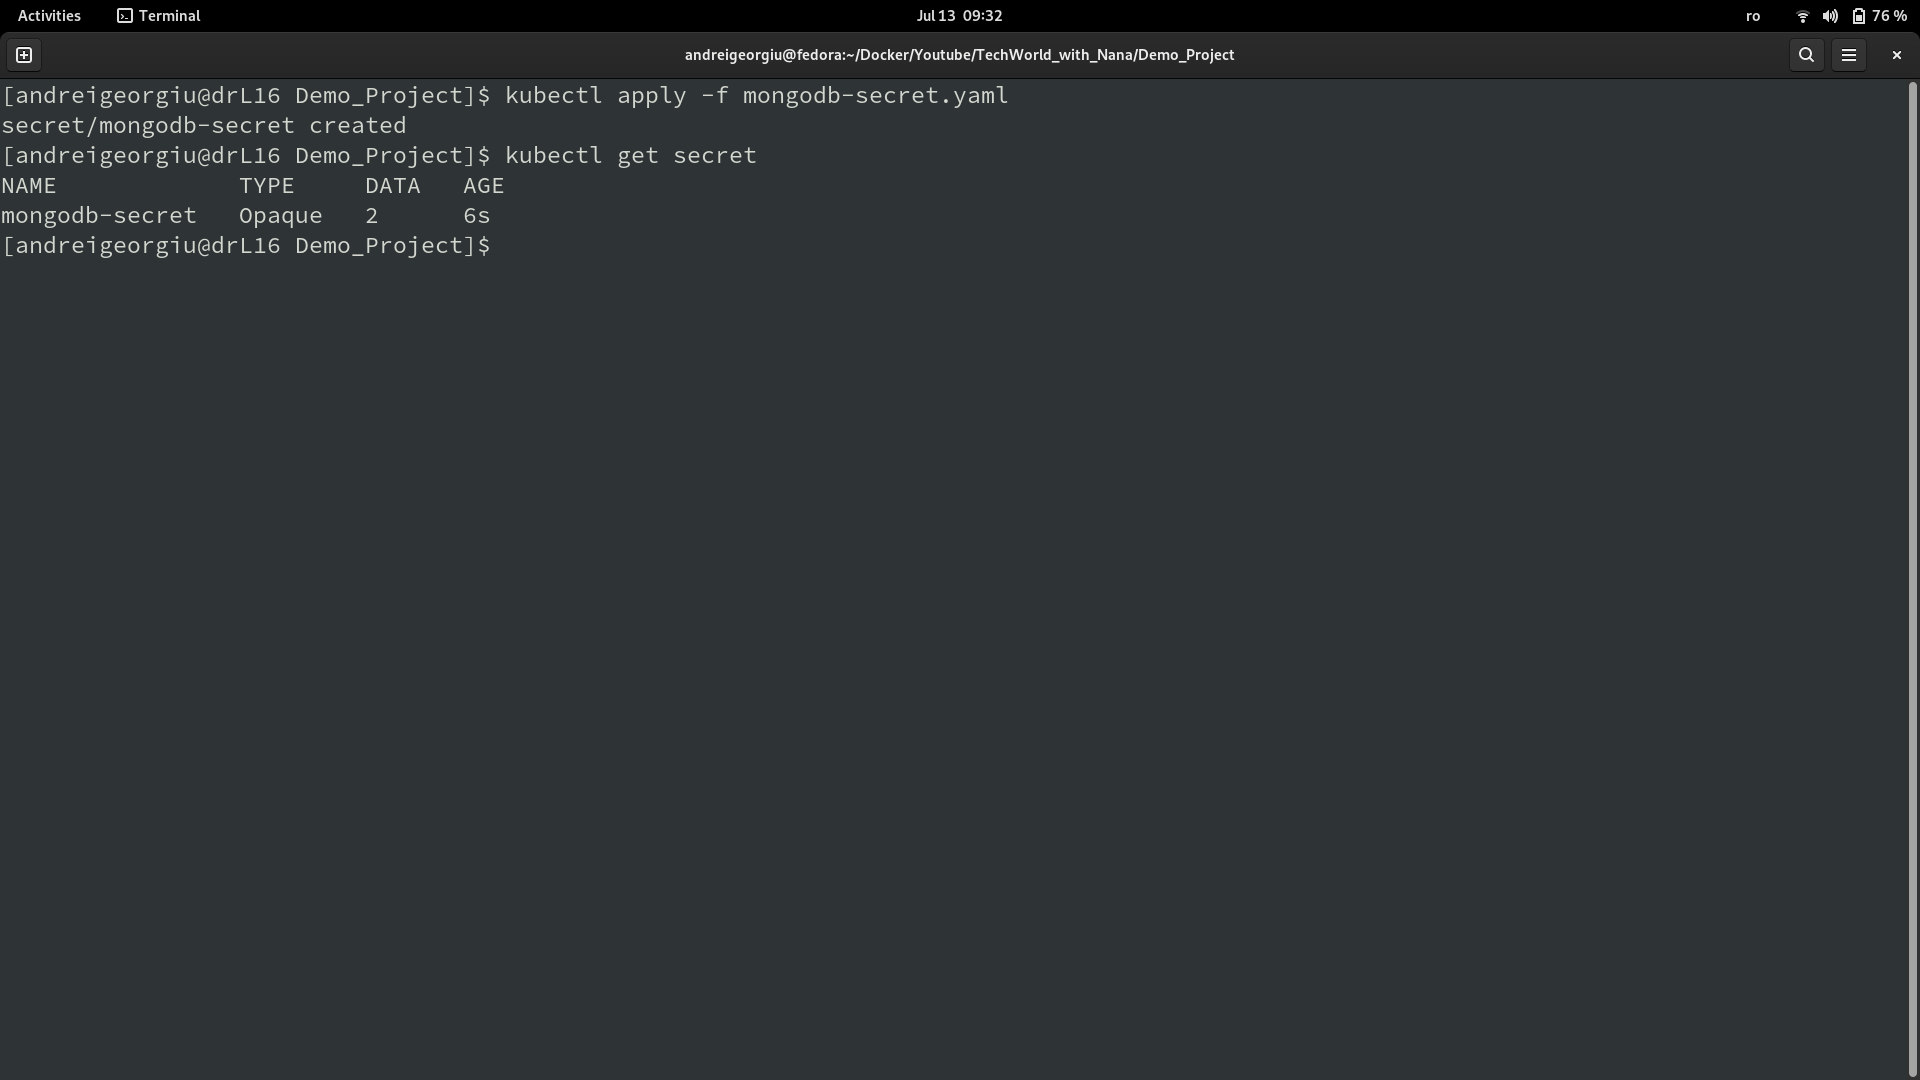 Activities Terminal Jul 13 09:32 ro 76 %
andreigeorgiu@fedora:~/Docker/Youtube/TechWorld_with_Nana/Demo_Project
[andreigeorgiu@drL16 Demo_Project]$ kubectl apply -f mongodb-secret.yaml
secret/mongodb-secret created
[andreigeorgiu@drL16 Demo_Project]$ kubectl get secret
NAME             TYPE     DATA   AGE
mongodb-secret   Opaque   2      6s
[andreigeorgiu@drL16 Demo_Project]$